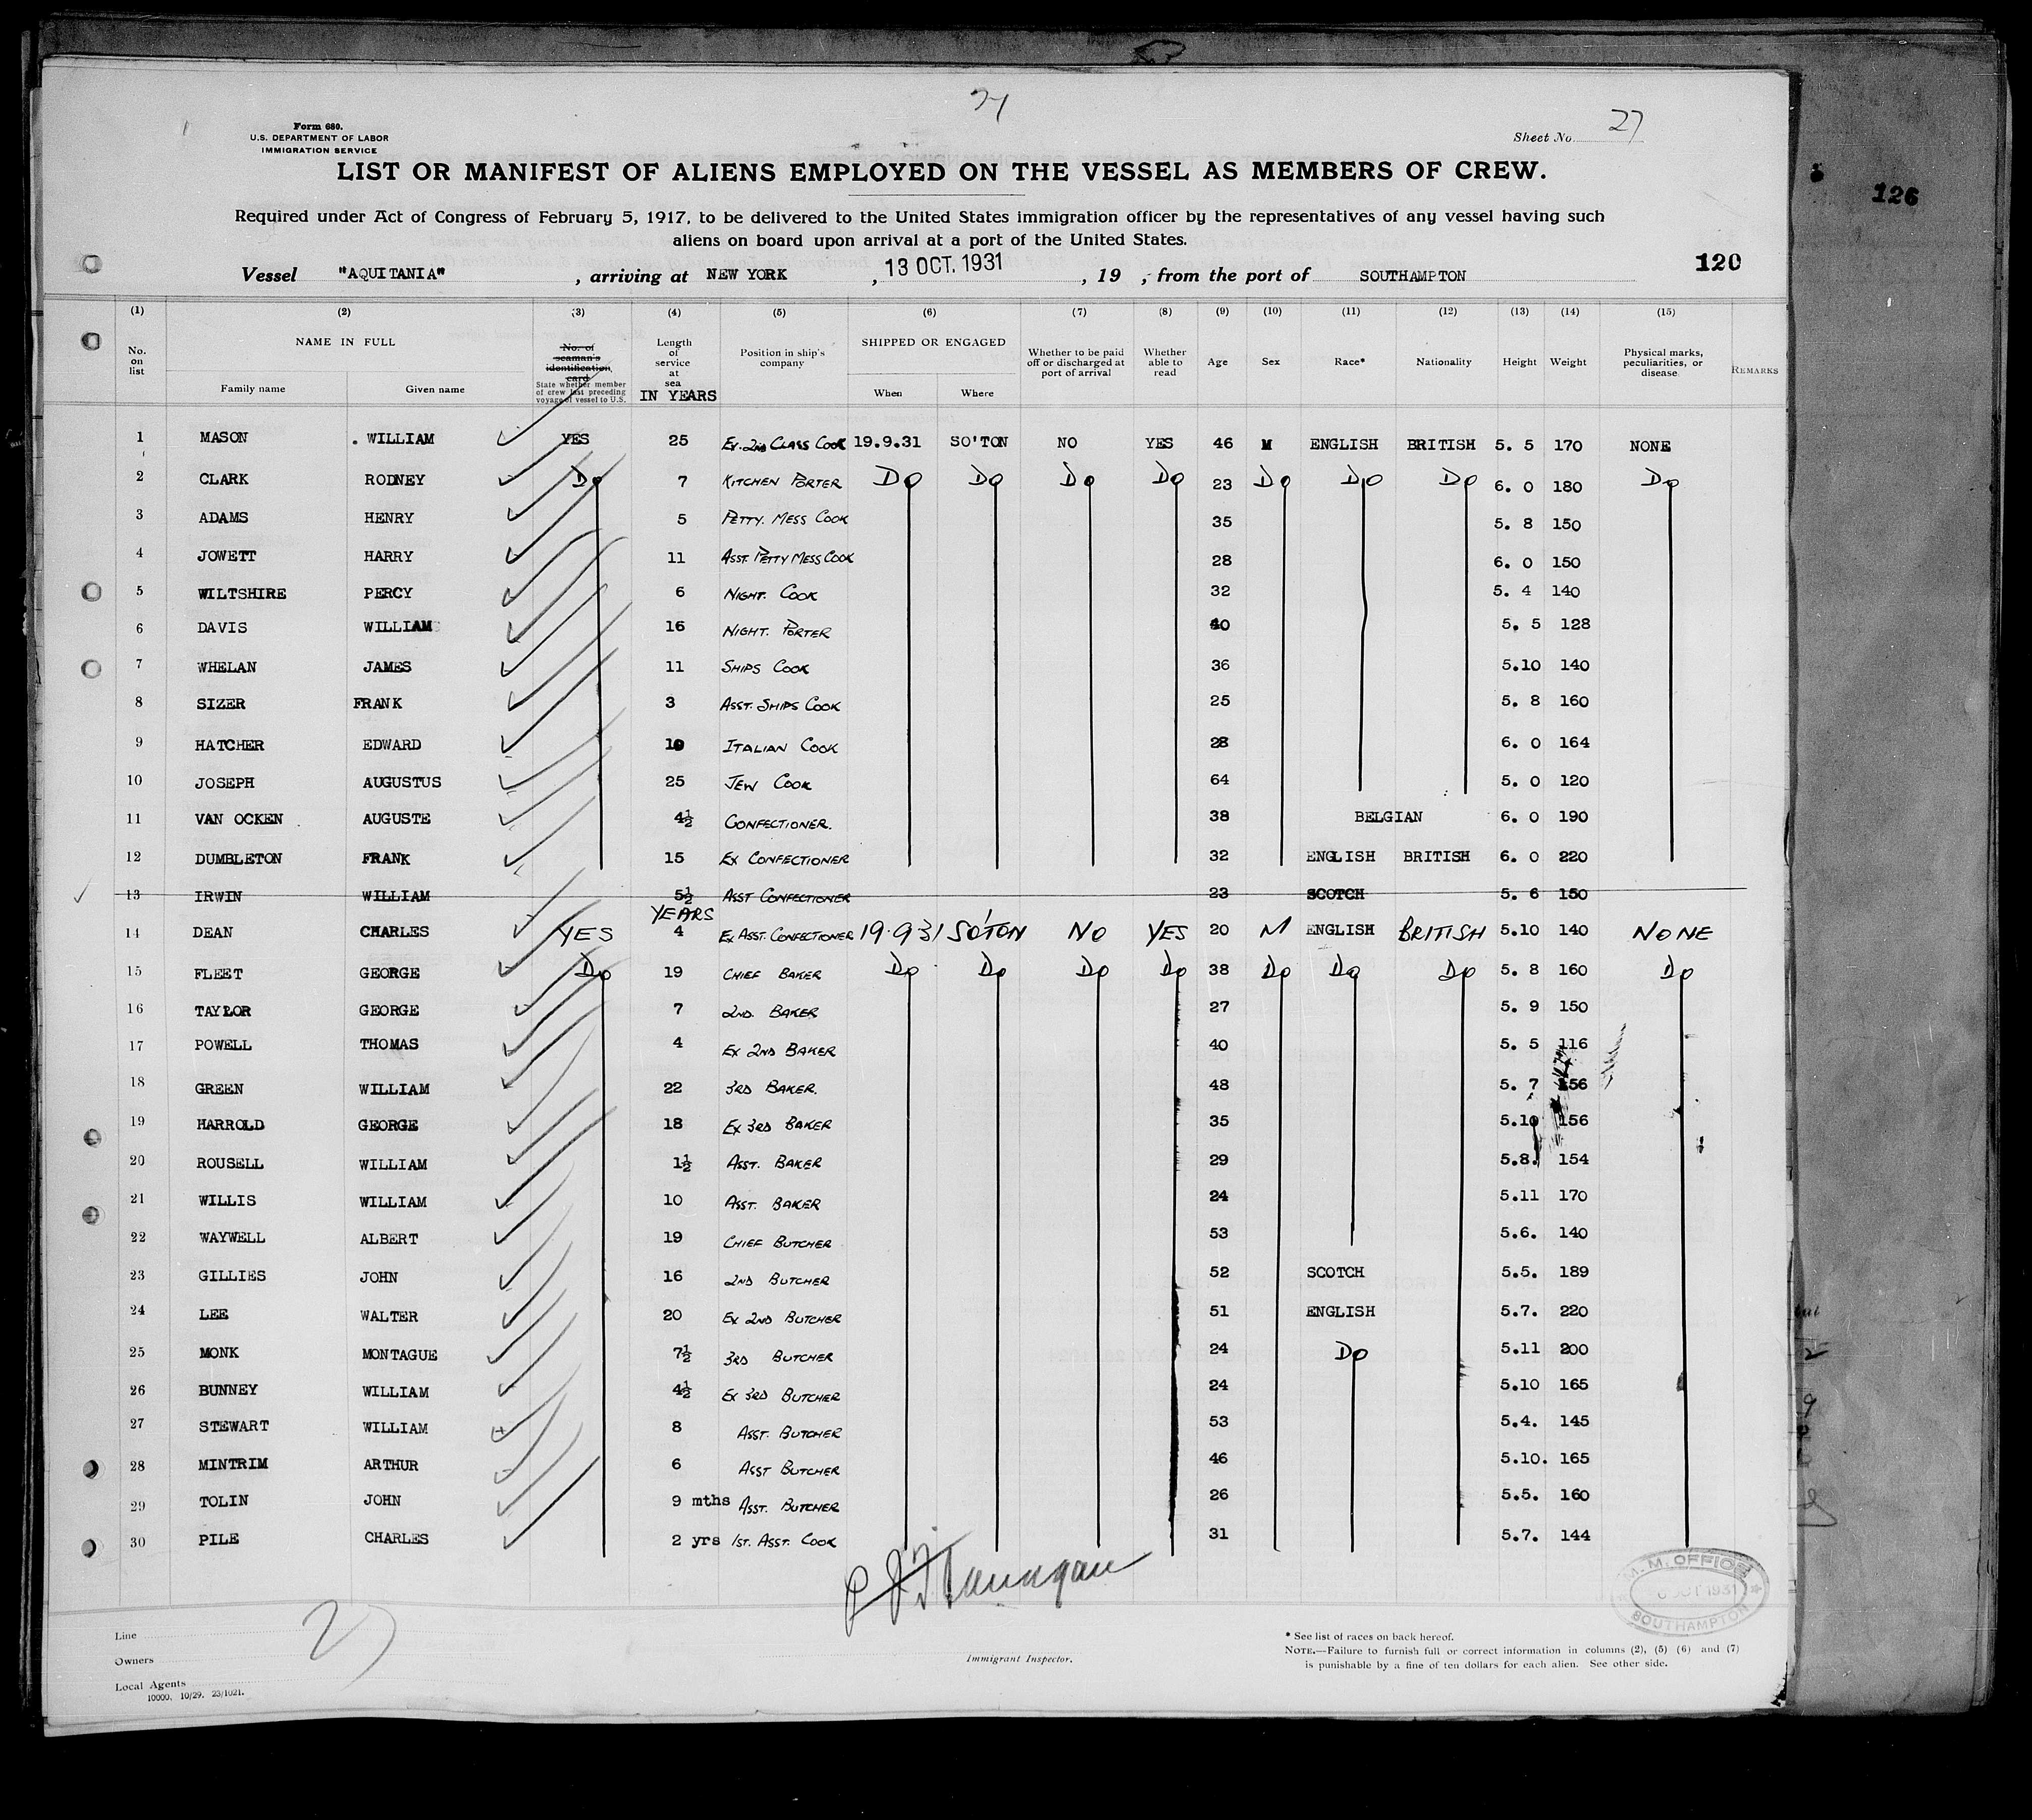 27
Sheet No. 27
Form 680.
U.S. DEPARTMENT OF LABOR
IMMIGRATION SERVICE
LIST OR MANIFEST OF ALIENS EMPLOYED ON THE VESSEL AS MEMBERS OF CREW.
126
Required under Act of Congress of February 5, 1917, to be delivered to the United States immigration officer by the representatives of any vessel having such
aliens on board upon arrival at a port of the United States.
120
Vessel "AQUITANIA", arriving at NEW YORK, 13 OCT. 1931, 19 , from the port of SOUTHAMPTON
(1) (2) (3) (4) (5) (6) (7) (8) (9) (10) (11) (12) (13) (14) (15)
No. on list NAME IN FULL Family name Given name No. of seaman's identification card State whether member of crew last preceding voyage of vessel to U.S. Length of service at sea IN YEARS Position in ship's company SHIPPED OR ENGAGED When Where Whether to be paid off or discharged at port of arrival Whether able to read Age Sex Race* Nationality Height Weight Physical marks, peculiarities, or disease REMARKS
1 MASON WILLIAM YES 25 Ex. 2nd CLASS COOK 19.9.31 SO'TON NO YES 46 M ENGLISH BRITISH 5. 5 170 NONE
2 CLARK RODNEY Do 7 KITCHEN PORTER Do Do Do Do 23 Do Do Do 6. 0 180 Do
3 ADAMS HENRY 5 PETTY. MESS COOK 35 5. 8 150
4 JOWETT HARRY 11 ASST. PETTY MESS COOK 28 6. 0 150
5 WILTSHIRE PERCY 6 NIGHT. COOK 32 5. 4 140
6 DAVIS WILLIAM 16 NIGHT. PORTER 40 5. 5 128
7 WHELAN JAMES 11 SHIPS COOK 36 5.10 140
8 SIZER FRANK 3 ASST. SHIPS COOK 25 5. 8 160
9 HATCHER EDWARD 10 ITALIAN COOK 28 6. 0 164
10 JOSEPH AUGUSTUS 25 JEW COOK 64 5. 0 120
11 VAN OCKEN AUGUSTE 4½ CONFECTIONER. 38 BELGIAN 6. 0 190
12 DUMBLETON FRANK 15 EX CONFECTIONER 32 ENGLISH BRITISH 6. 0 220
13 IRWIN WILLIAM 5½ ASST CONFECTIONER 23 SCOTCH 5. 6 150
YEARS
14 DEAN CHARLES YES 4 EX ASST. CONFECTIONER 19.9.31 SO'TON NO YES 20 M ENGLISH BRITISH 5.10 140 NONE
15 FLEET GEORGE Do 19 CHIEF BAKER Do Do Do Do 38 Do Do Do 5. 8 160 Do
16 TAYLOR GEORGE 7 2ND. BAKER 27 5. 9 150
17 POWELL THOMAS 4 EX 2ND BAKER 40 5. 5 116
18 GREEN WILLIAM 22 3RD BAKER. 48 5. 7 156
19 HARROLD GEORGE 18 EX 3RD BAKER 35 5.10 156
20 ROUSELL WILLIAM 1½ ASST. BAKER 29 5.8. 154
21 WILLIS WILLIAM 10 ASST. BAKER 24 5.11 170
22 WAYWELL ALBERT 19 CHIEF BUTCHER 53 5.6. 140
23 GILLIES JOHN 16 2ND BUTCHER 52 SCOTCH 5.5. 189
24 LEE WALTER 20 EX 2ND BUTCHER 51 ENGLISH 5.7. 220
25 MONK MONTAGUE 7½ 3RD BUTCHER 24 Do 5.11 200
26 BUNNEY WILLIAM 4½ EX 3RD BUTCHER 24 5.10 165
27 STEWART WILLIAM 8 ASST. BUTCHER 53 5.4. 145
28 MINTRIM ARTHUR 6 ASST BUTCHER 46 5.10. 165
29 TOLIN JOHN 9 mths ASST. BUTCHER 26 5.5. 160
30 PILE CHARLES 2 yrs 1ST. ASST. COOK 31 5.7. 144
M.M. OFFICE
OCT 1931
SOUTHAMPTON
27
Line
Owners
Local Agents
10000. 10/29. 23/1021.
Immigrant Inspector.
* See list of races on back hereof.
NOTE.—Failure to furnish full or correct information in columns (2), (5) (6) and (7)
is punishable by a fine of ten dollars for each alien. See other side.